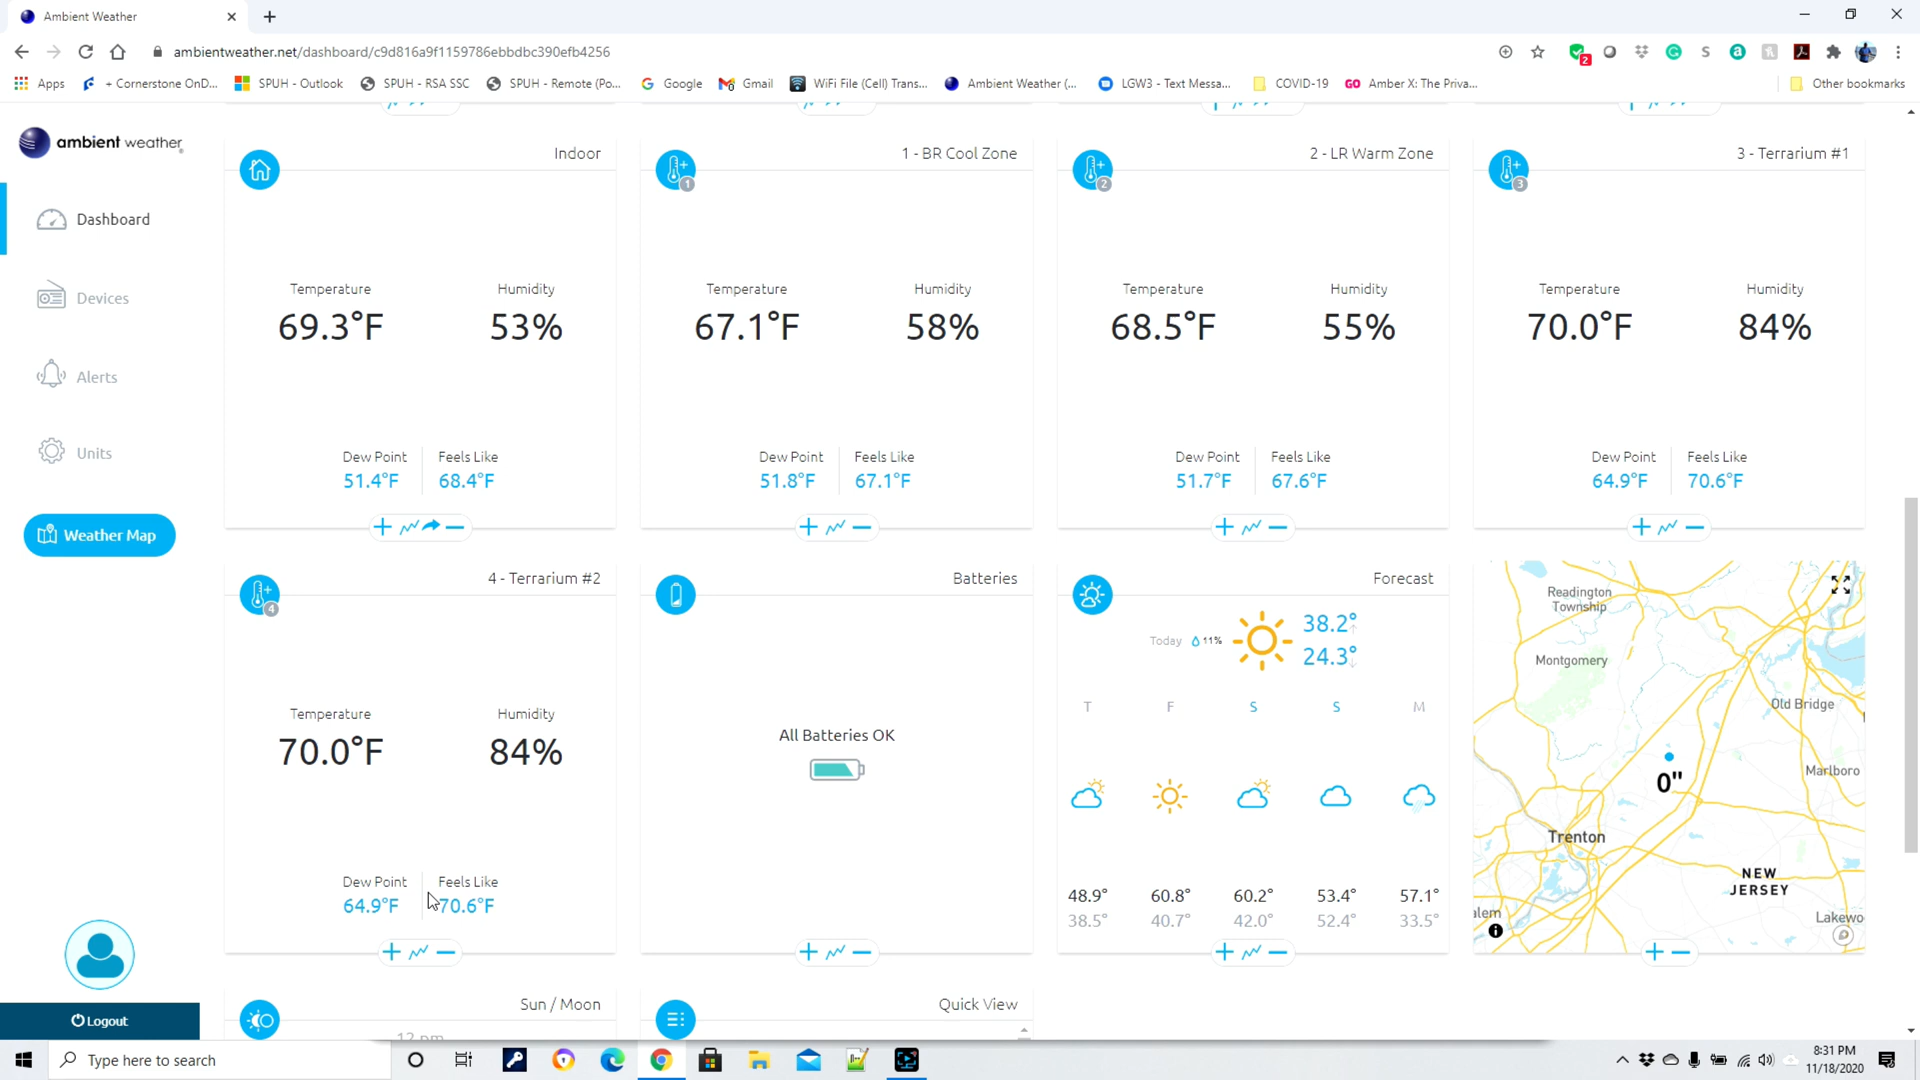 Ambient Weather
ambientweather.net/dashboard/c9d816a9f1159786ebbdbc390efb4256
2
Apps
+ Cornerstone OnD...
SPUH - Outlook
SPUH - RSA SSC
SPUH - Remote (Po...
Google
Gmail
WiFi File (Cell) Trans...
Ambient Weather (...
LGW3 - Text Messa...
COVID-19
GO Amber X: The Priva...
Other bookmarks
ambient weather
Dashboard
Devices
Alerts
Units
Weather Map
Logout
Indoor
Temperature Humidity
69.3°F 53%
Dew Point Feels Like
51.4°F 68.4°F
1
1 - BR Cool Zone
Temperature Humidity
67.1°F 58%
Dew Point Feels Like
51.8°F 67.1°F
2
2 - LR Warm Zone
Temperature Humidity
68.5°F 55%
Dew Point Feels Like
51.7°F 67.6°F
3
3 - Terrarium #1
Temperature Humidity
70.0°F 84%
Dew Point Feels Like
64.9°F 70.6°F
4
4 - Terrarium #2
Temperature Humidity
70.0°F 84%
Dew Point Feels Like
64.9°F 70.6°F
Batteries
All Batteries OK
Forecast
Today 11% 38.2°
24.3°
T F S S M
48.9° 60.8° 60.2° 53.4° 57.1°
38.5° 40.7° 42.0° 52.4° 33.5°
Readington
Township
Montgomery
Old Bridge
Marlboro
0"
Trenton
NEW
JERSEY
alem
Lakewo
Sun / Moon
12 pm
Quick View
Type here to search
8:31 PM
11/18/2020